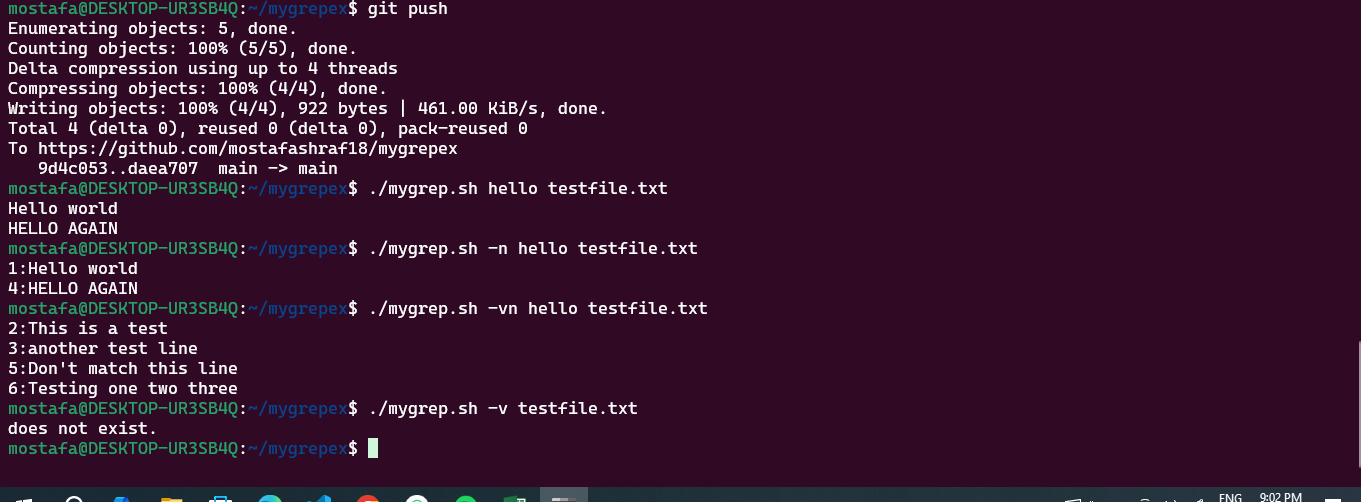 mostafa@DESKTOP-UR3SB4Q:~/mygrepex$ git push
Enumerating objects: 5, done.
Counting objects: 100% (5/5), done.
Delta compression using up to 4 threads
Compressing objects: 100% (4/4), done.
Writing objects: 100% (4/4), 922 bytes | 461.00 KiB/s, done.
Total 4 (delta 0), reused 0 (delta 0), pack-reused 0
To https://github.com/mostafashraf18/mygrepex
   9d4c053..daea707  main -> main
mostafa@DESKTOP-UR3SB4Q:~/mygrepex$ ./mygrep.sh hello testfile.txt
Hello world
HELLO AGAIN
mostafa@DESKTOP-UR3SB4Q:~/mygrepex$ ./mygrep.sh -n hello testfile.txt
1:Hello world
4:HELLO AGAIN
mostafa@DESKTOP-UR3SB4Q:~/mygrepex$ ./mygrep.sh -vn hello testfile.txt
2:This is a test
3:another test line
5:Don't match this line
6:Testing one two three
mostafa@DESKTOP-UR3SB4Q:~/mygrepex$ ./mygrep.sh -v testfile.txt
does not exist.
mostafa@DESKTOP-UR3SB4Q:~/mygrepex$
ENG 9:02 PM